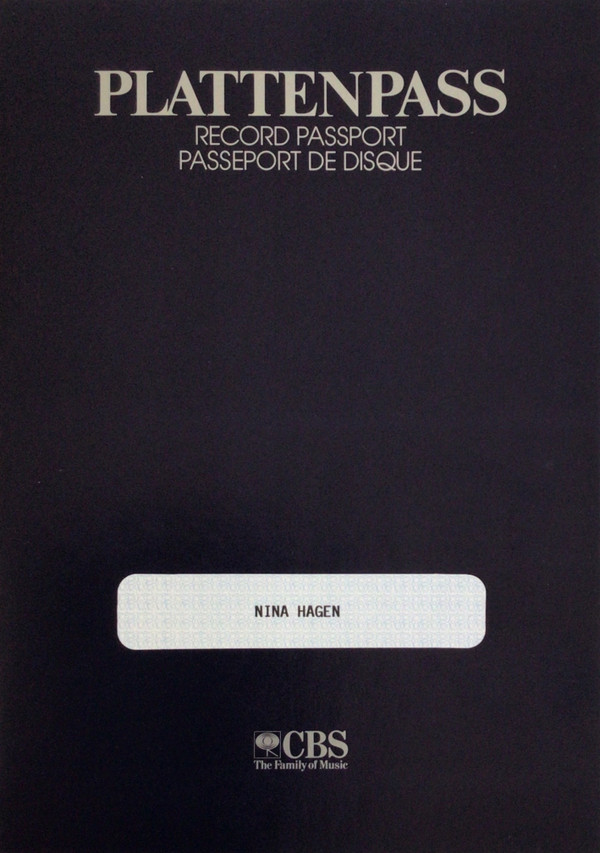 PLATTENPASS
RECORD PASSPORT
PASSEPORT DE DISQUE
NINA HAGEN
CBS
The Family of Music